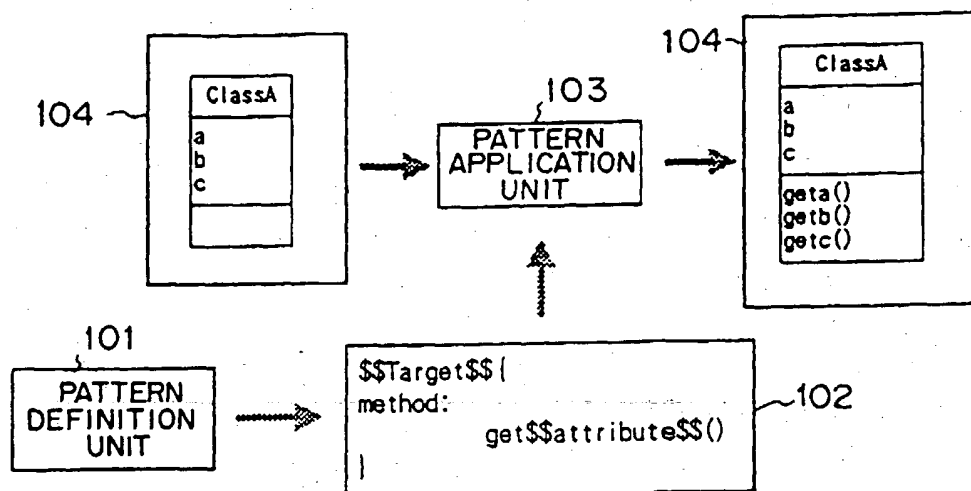 104
ClassA
a
b
c
103
PATTERN
APPLICATION
UNIT
104
ClassA
a
b
c
geta()
getb()
getc()
101
PATTERN
DEFINITION
UNIT
$$Target$${
method:
get$$attribute$$()
}
102